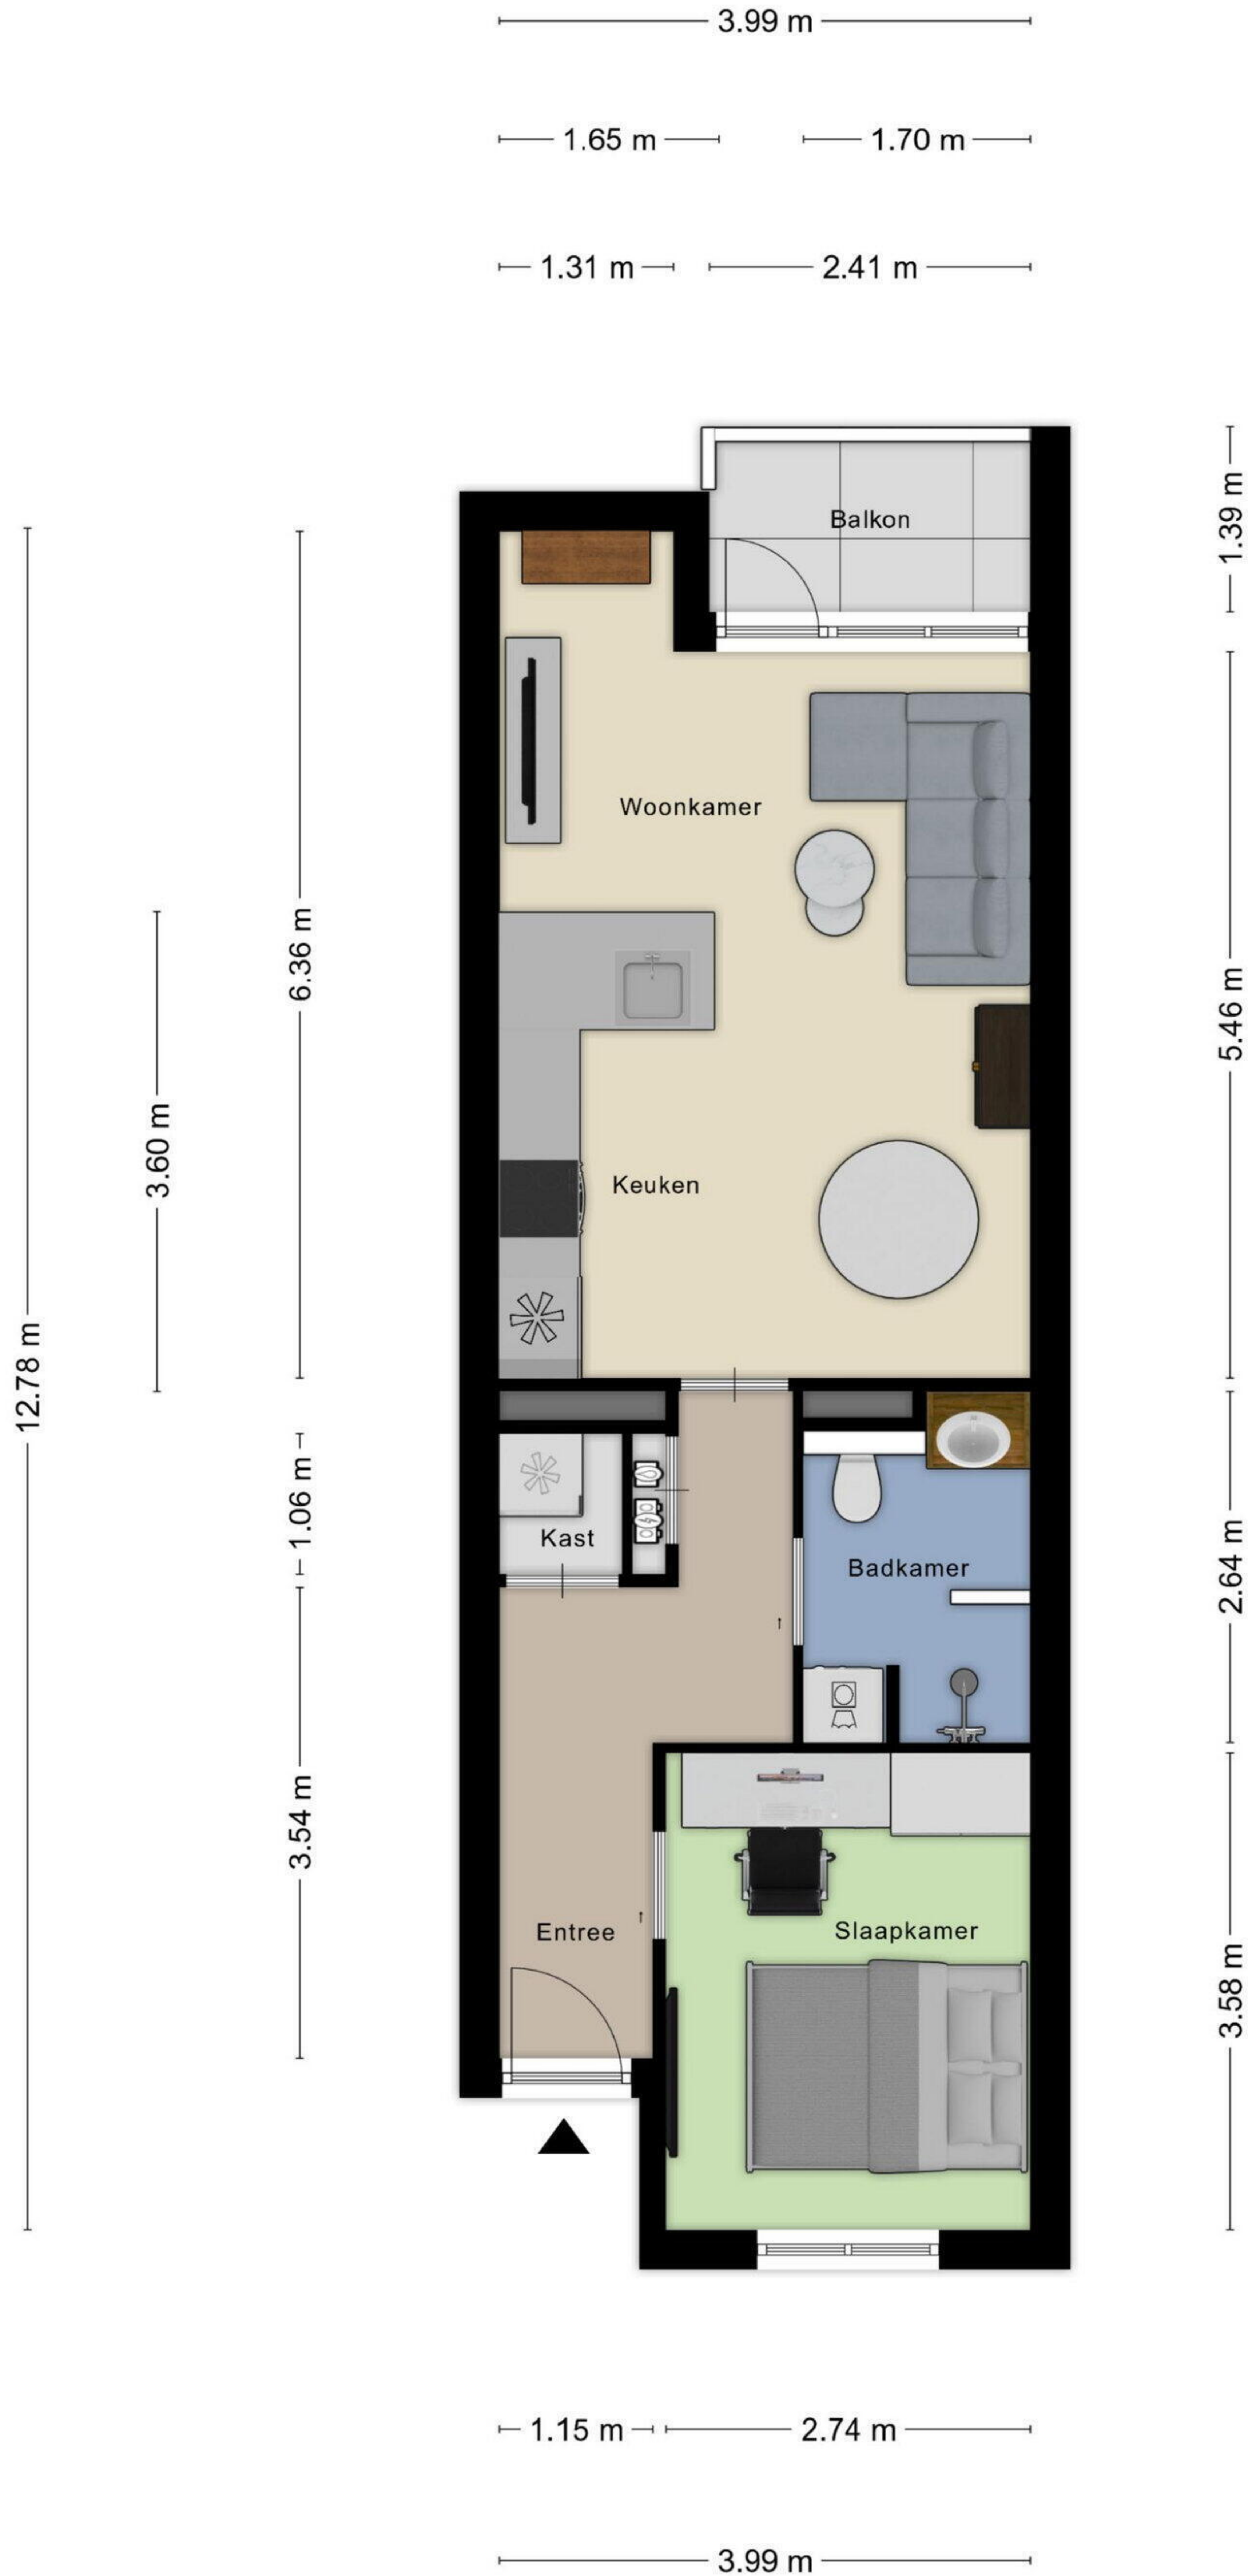 3.99 m
1.65 m
1.70 m
1.31 m
2.41 m
1.39 m
Balkon
Woonkamer
6.36 m
5.46 m
3.60 m
Keuken
12.78 m
1.06 m
Kast
Badkamer
2.64 m
3.54 m
Entree
Slaapkamer
3.58 m
1.15 m
2.74 m
3.99 m